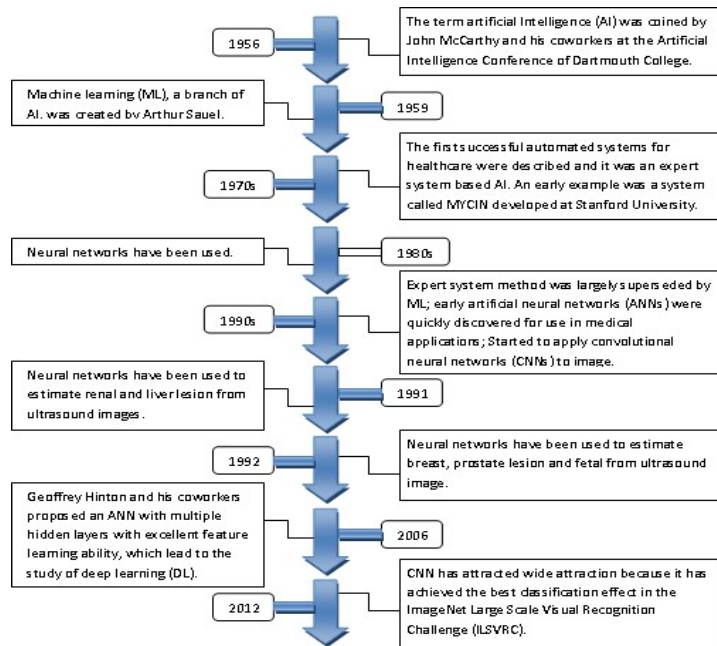 1956
The term artificial Intelligence (AI) was coined by
John McCarthy and his coworkers at the Artificial
Intelligence Conference of Dartmouth College.
Machine learning (ML), a branch of
AI. was created by Arthur Sauel.
1959
1970s
The first successful automated systems for
healthcare were described and it was an expert
system based AI. An early example was a system
called MYCIN developed at Stanford University.
Neural networks have been used.
1980s
1990s
Expert system method was largely superseded by
ML; early artificial neural networks (ANNs) were
quickly discovered for use in medical
applications; Started to apply convolutional
neural networks (CNNs) to image.
Neural networks have been used to
estimate renal and liver lesion from
ultrasound images.
1991
1992
Neural networks have been used to estimate
breast, prostate lesion and fetal from ultrasound
image.
Geoffrey Hinton and his coworkers
proposed an ANN with multiple
hidden layers with excellent feature
learning ability, which lead to the
study of deep learning (DL).
2006
2012
CNN has attracted wide attraction because it has
achieved the best classification effect in the
ImageNet Large Scale Visual Recognition
Challenge (ILSVRC).